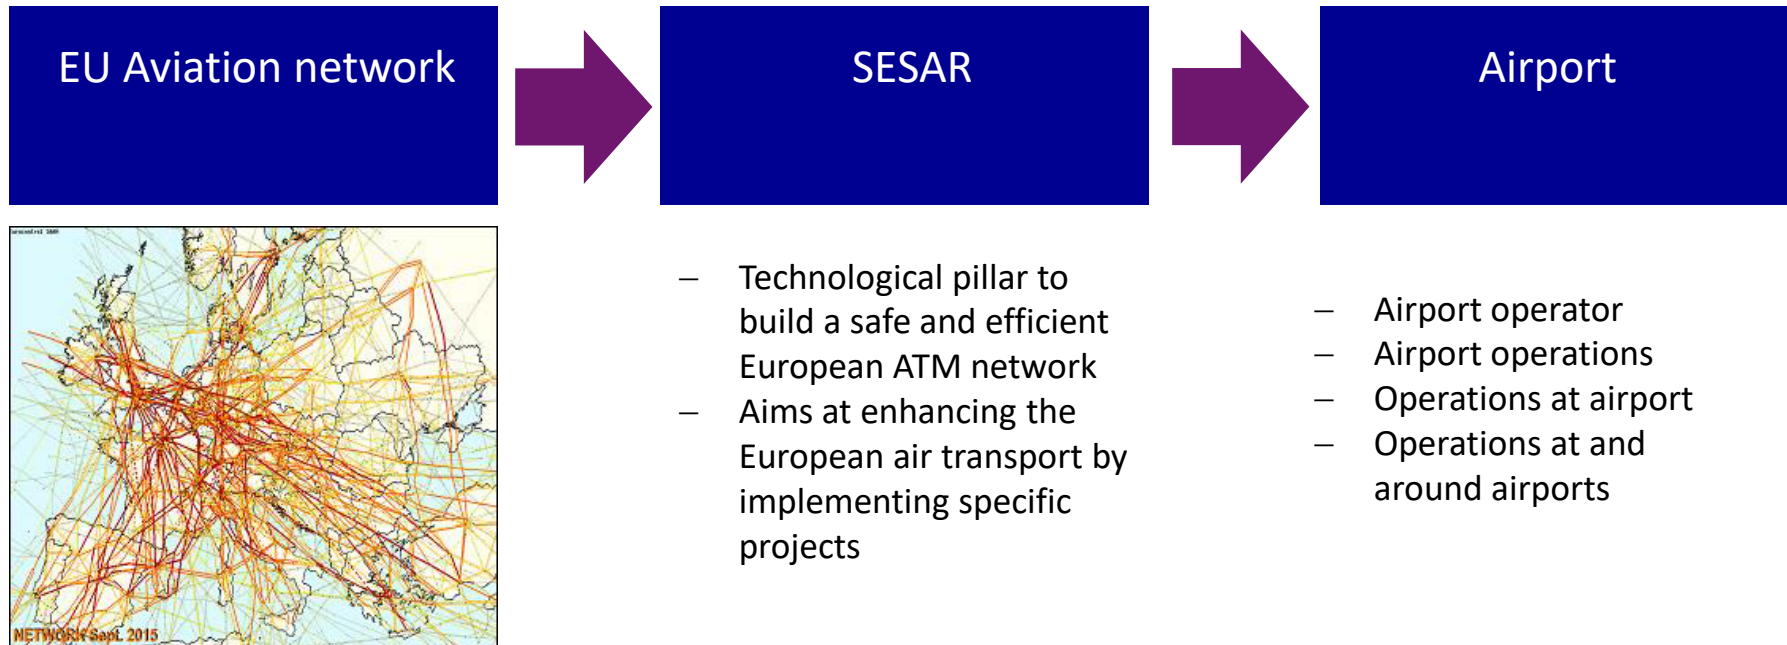 EU Aviation network
SESAR
Airport
NETWORK Sept. 2015
– Technological pillar to
build a safe and efficient
European ATM network
– Aims at enhancing the
European air transport by
implementing specific
projects
– Airport operator
– Airport operations
– Operations at airport
– Operations at and
around airports